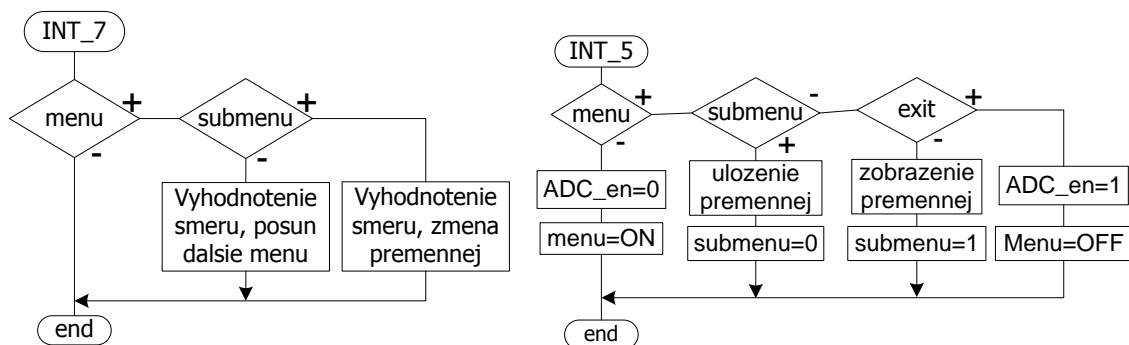 INT_7
menu
+
-
submenu
+
-
Vyhodnotenie
smeru, posun
dalsie menu
Vyhodnotenie
smeru, zmena
premennej
end
INT_5
menu
+
-
submenu
-
+
exit
+
-
ADC_en=0
menu=ON
ulozenie
premennej
submenu=0
zobrazenie
premennej
submenu=1
ADC_en=1
Menu=OFF
end